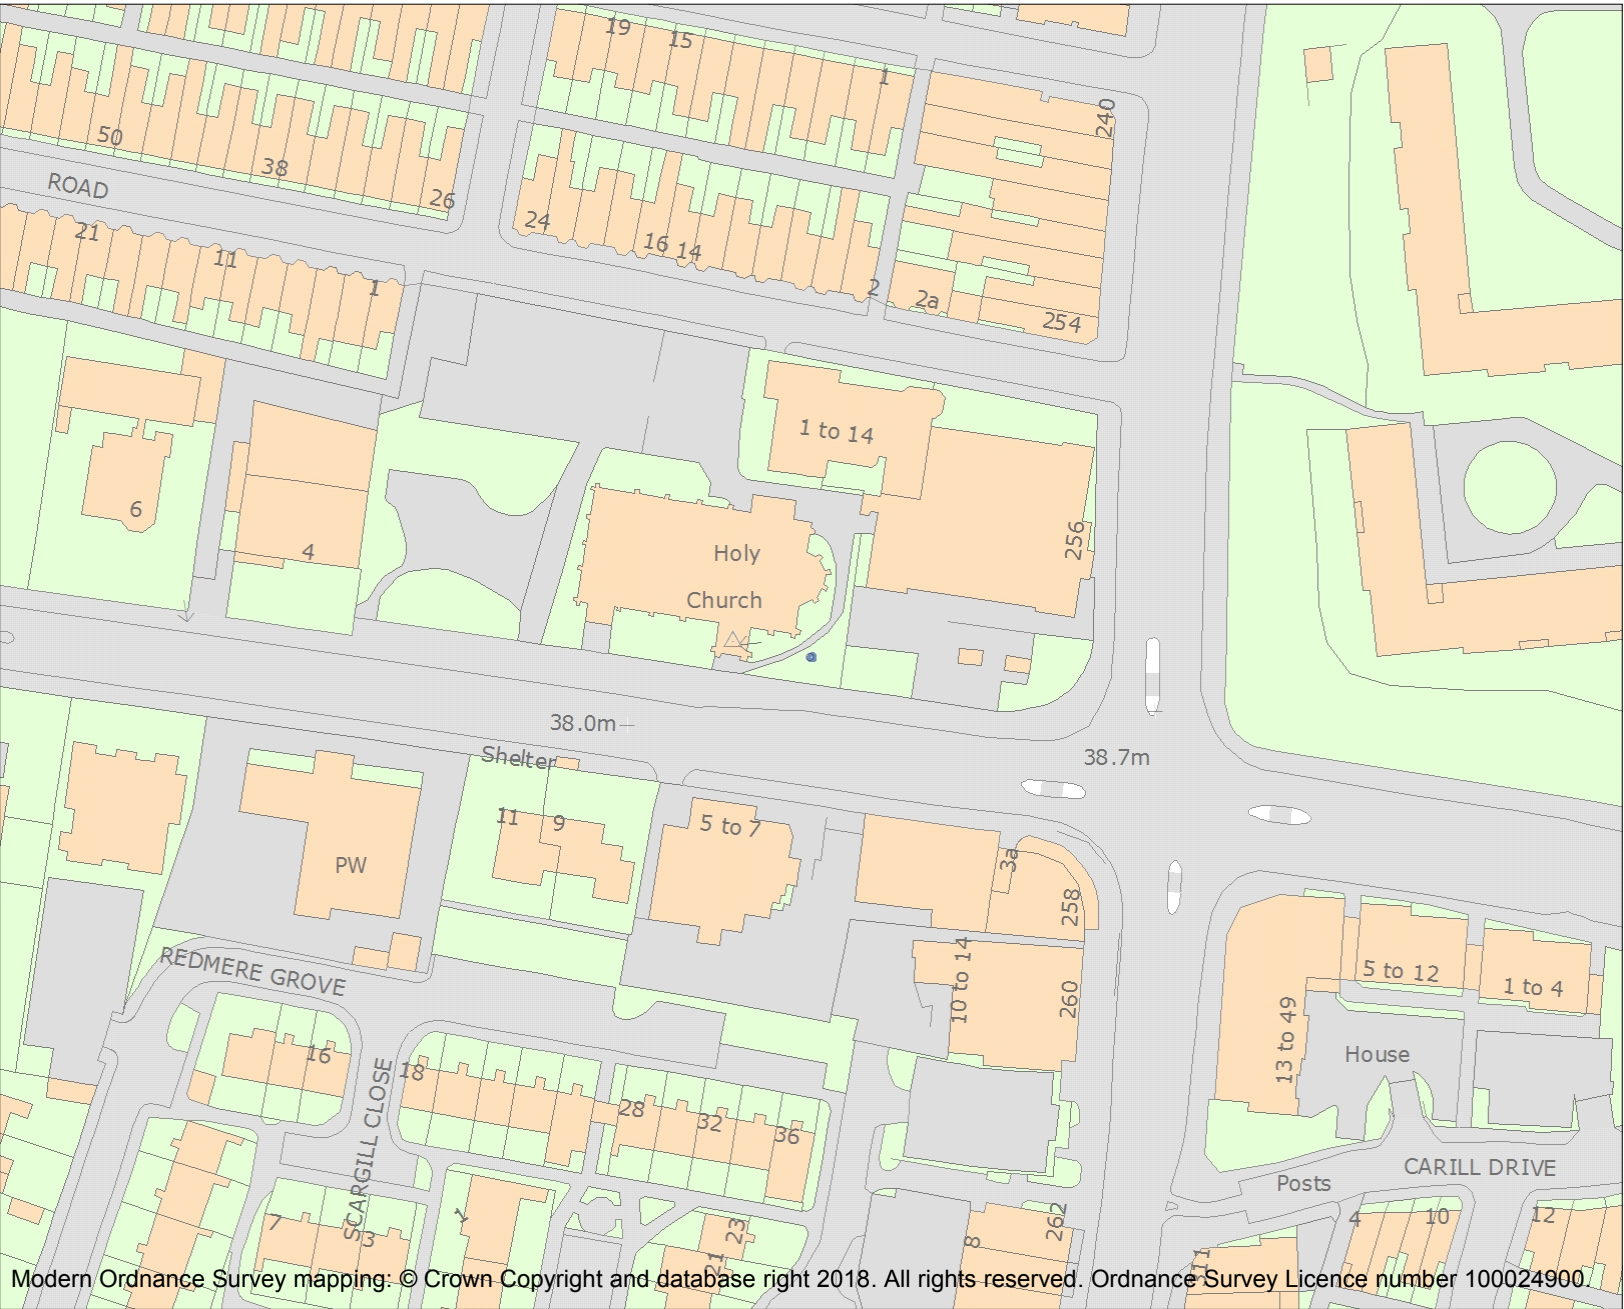 19
15
1
240
50
38
26
ROAD
24
16
14
2
2a
254
21
11
1
1 to 14
6
4
256
Holy
Church
38.0m
Shelter
38.7m
11
9
5 to 7
3a
PW
258
REDMERE GROVE
10 to 14
260
5 to 12
1 to 4
13 to 49
House
16
18
SCARGILL CLOSE
28
32
36
CARILL DRIVE
Posts
7
3
1
23
21
262
8
4
10
12
311
Modern Ordnance Survey mapping: © Crown Copyright and database right 2018. All rights reserved. Ordnance Survey Licence number 100024900.